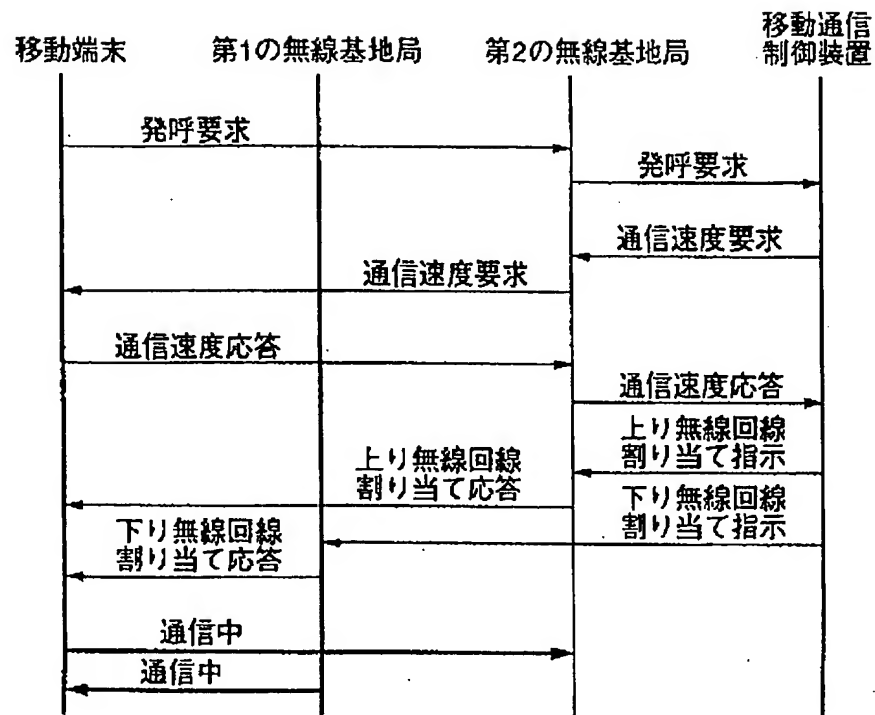 移動端末
第1の無線基地局
第2の無線基地局
移動通信
制御装置
発呼要求
発呼要求
通信速度要求
通信速度要求
通信速度応答
通信速度応答
上り無線回線
割り当て指示
上り無線回線
割り当て応答
下り無線回線
割り当て指示
下り無線回線
割り当て応答
通信中
通信中